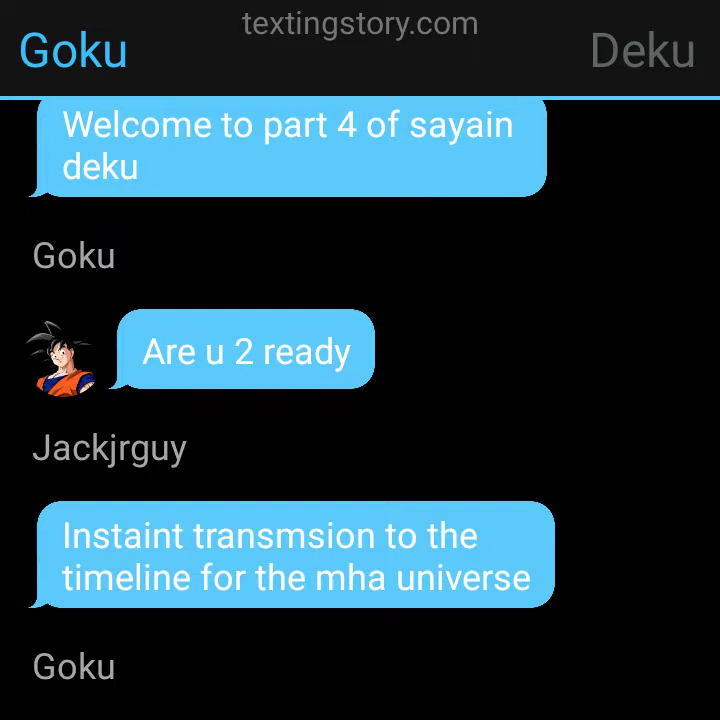 textingstory.com
Goku
Deku
Welcome to part 4 of sayain
deku
Goku
Are u 2 ready
Jackjrguy
Instaint transmsion to the
timeline for the mha universe
Goku